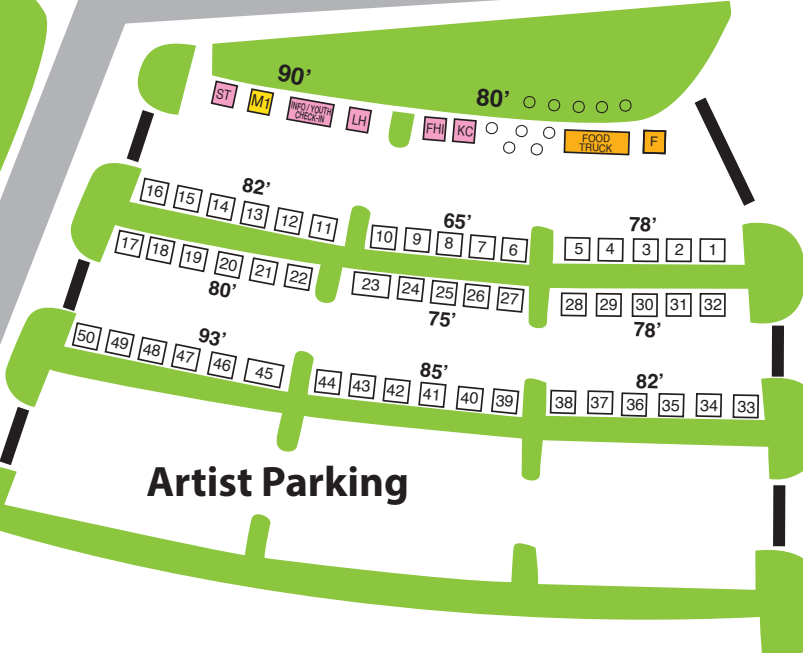 90’
80’
ST
M1
INFO / YOUTH
CHECK-IN
LH
FHI
KC
FOOD
TRUCK
F
82’
65’
78’
16 15 14 13 12 11
10 9 8 7 6
5 4 3 2 1
17 18 19 20 21 22
23 24 25 26 27
28 29 30 31 32
80’
75’
78’
93’
85’
82’
50 49 48 47 46 45
44 43 42 41 40 39
38 37 36 35 34 33
Artist Parking